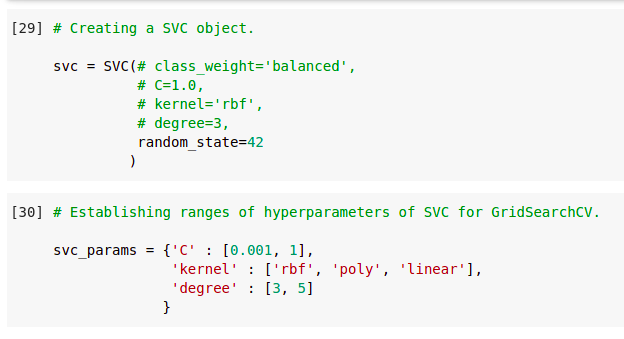 [29] # Creating a SVC object.
svc = SVC(# class_weight='balanced',
# C=1.0,
# kernel='rbf',
# degree=3,
random_state=42
)
[30] # Establishing ranges of hyperparameters of SVC for GridSearchCV.
svc_params = {'C' : [0.001, 1],
'kernel' : ['rbf', 'poly', 'linear'],
'degree' : [3, 5]
}